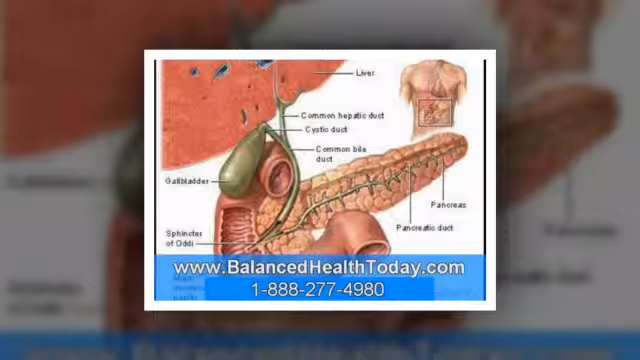 Liver
Common hepatic duct
Cystic duct
Common bile
duct
Gallbladder
Pancreas
Pancreatic duct
Sphincter
of Oddi
www.BalancedHealthToday.com
1-888-277-4980